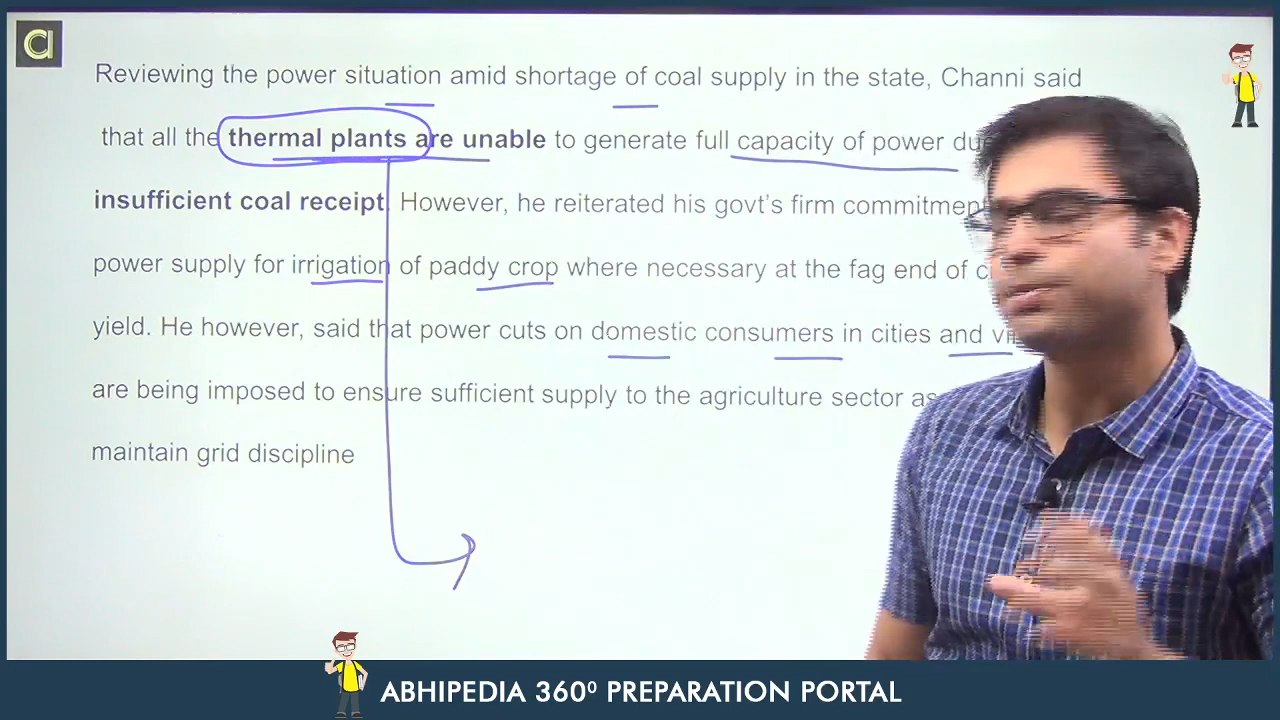 Reviewing the power situation amid shortage of coal supply in the state, Channi said
that all the thermal plants are unable to generate full capacity of power
insufficient coal receipt. However, he reiterated his govt's firm
power supply for irrigation of paddy crop where necessary at the fag end of
yield. He however, said that power cuts on domestic consumers in cities and
are being imposed to ensure sufficient supply to the agriculture sector as
maintain grid discipline
ABHIPEDIA 360⁰ PREPARATION PORTAL